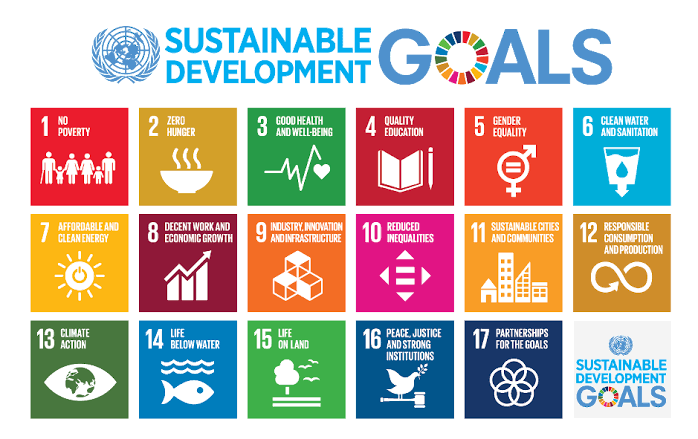 SUSTAINABLE
DEVELOPMENT
GOALS
1 NO
POVERTY
2 ZERO
HUNGER
3 GOOD HEALTH
AND WELL-BEING
4 QUALITY
EDUCATION
5 GENDER
EQUALITY
6 CLEAN WATER
AND SANITATION
7 AFFORDABLE AND
CLEAN ENERGY
8 DECENT WORK AND
ECONOMIC GROWTH
9 INDUSTRY, INNOVATION
AND INFRASTRUCTURE
10 REDUCED
INEQUALITIES
11 SUSTAINABLE CITIES
AND COMMUNITIES
12 RESPONSIBLE
CONSUMPTION
AND PRODUCTION
13 CLIMATE
ACTION
14 LIFE
BELOW WATER
15 LIFE
ON LAND
16 PEACE, JUSTICE
AND STRONG
INSTITUTIONS
17 PARTNERSHIPS
FOR THE GOALS
SUSTAINABLE
DEVELOPMENT
GOALS